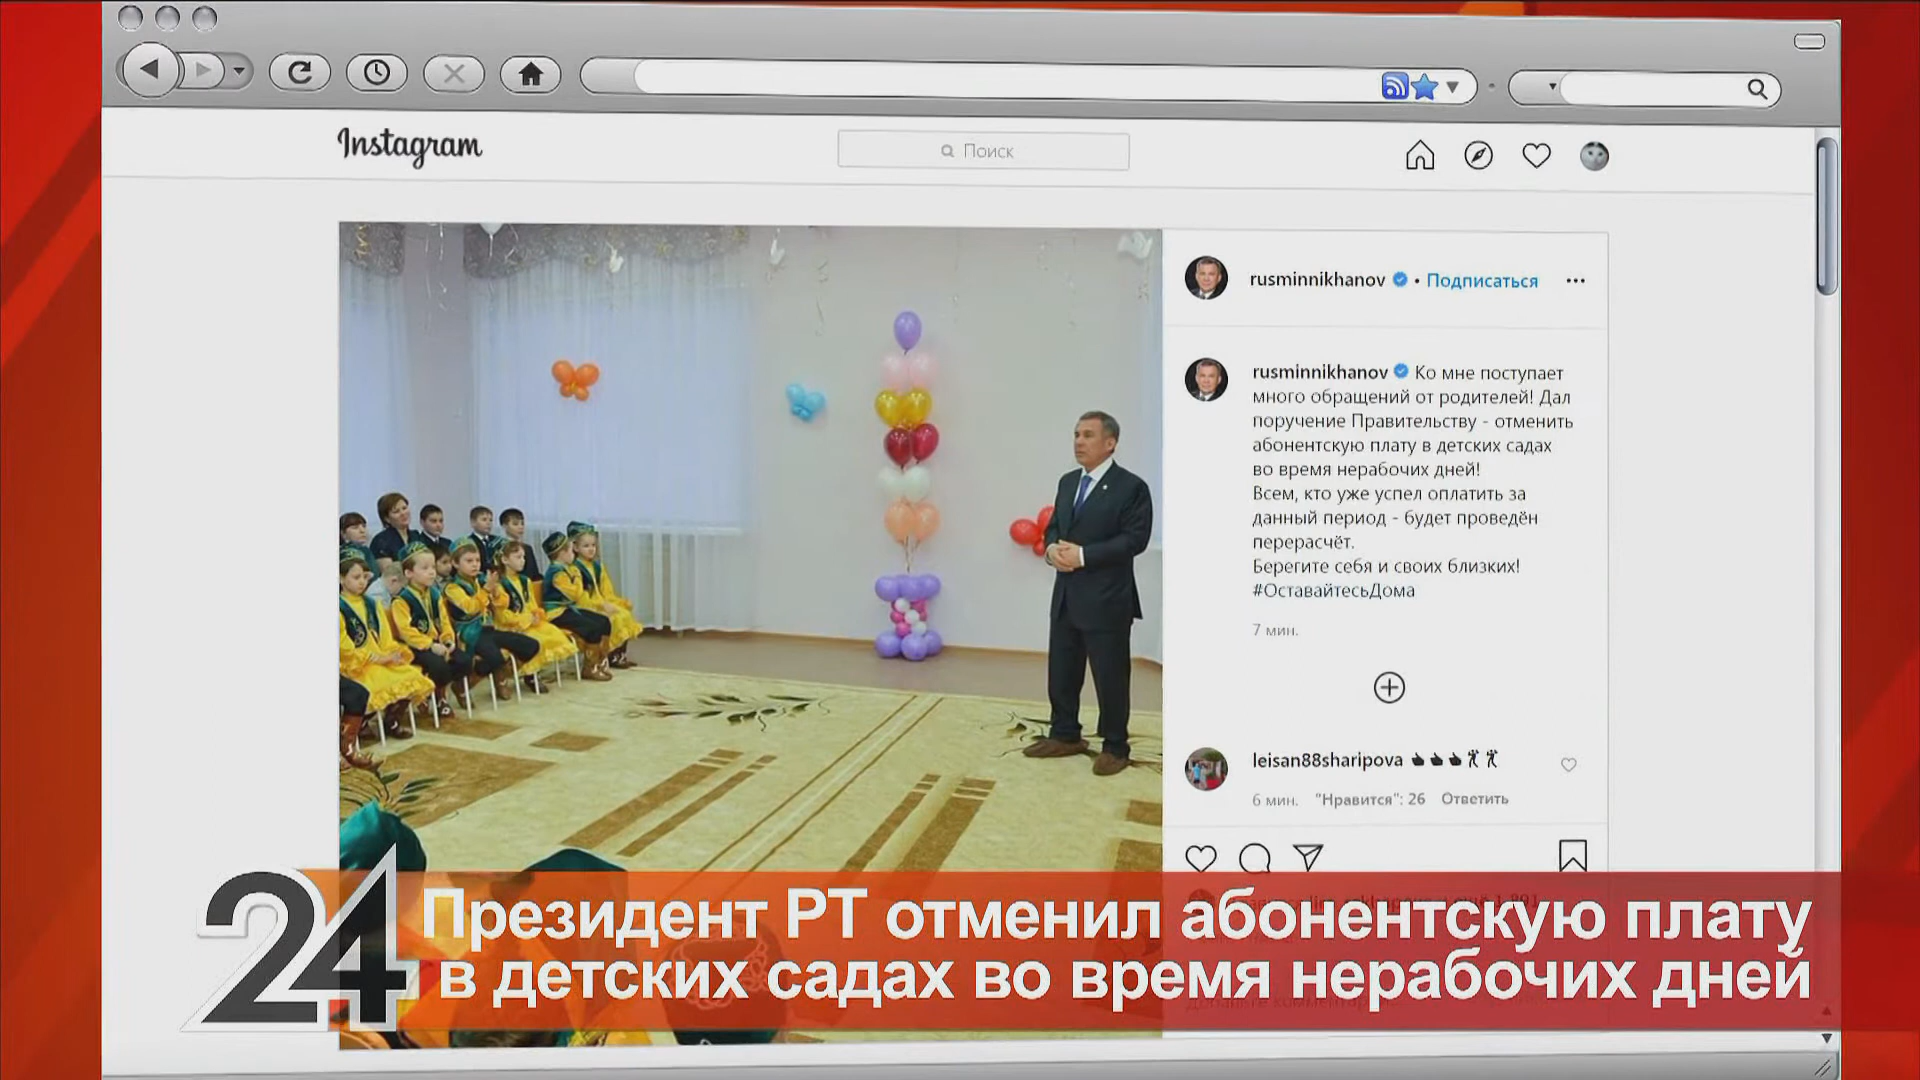 Instagram
Поиск
rusminnikhanov • Подписаться
rusminnikhanov Ко мне поступает
много обращений от родителей! Дал
поручение Правительству - отменить
абонентскую плату в детских садах
во время нерабочих дней!
Всем, кто уже успел оплатить за
данный период - будет проведён
перерасчёт.
Берегите себя и своих близких!
#ОставайтесьДома
7 мин.
leisan88sharipova
6 мин. "Нравится": 26 Ответить
24
Президент РТ отменил абонентскую плату
в детских садах во время нерабочих дней